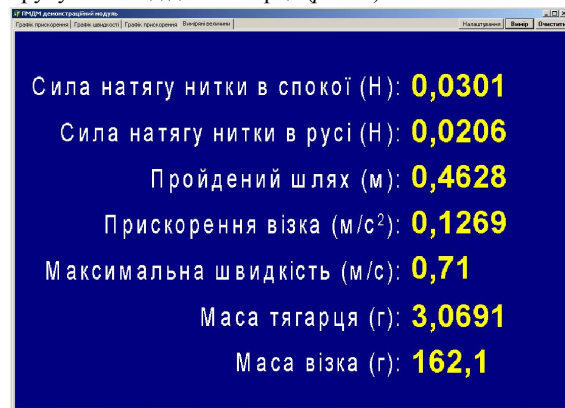 ПМДМ демонстраційний модуль
Графік прискорення Графік швидкості Графік прискорення Виміряні величини Налаштування Вимір Очистити
Сила натягу нитки в спокої (Н): 0,0301
Сила натягу нитки в русі (Н): 0,0206
Пройдений шлях (м): 0,4628
Прискорення візка (м/с²): 0,1269
Максимальна швидкість (м/с): 0,71
Маса тягарця (г): 3,0691
Маса візка (г): 162,1